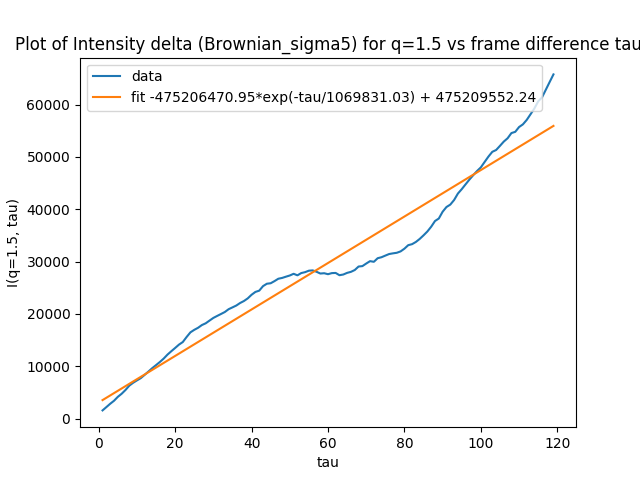 Plot of Intensity delta (Brownian_sigma5) for q=1.5 vs frame difference tau
data
fit -475206470.95*exp(-tau/1069831.03) + 475209552.24
I(q=1.5, tau)
60000
50000
40000
30000
20000
10000
0
0 20 40 60 80 100 120
tau